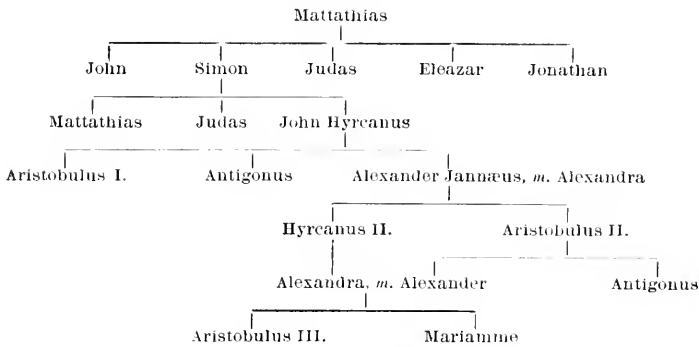 Mattathias
John Simon Judas Eleazar Jonathan
Mattathias Judas John Hyrcanus
Aristobulus I. Antigonus Alexander Jannæus, m. Alexandra
Hyrcanus II. Aristobulus II.
Alexandra, m. Alexander Antigonus
Aristobulus III. Mariamme